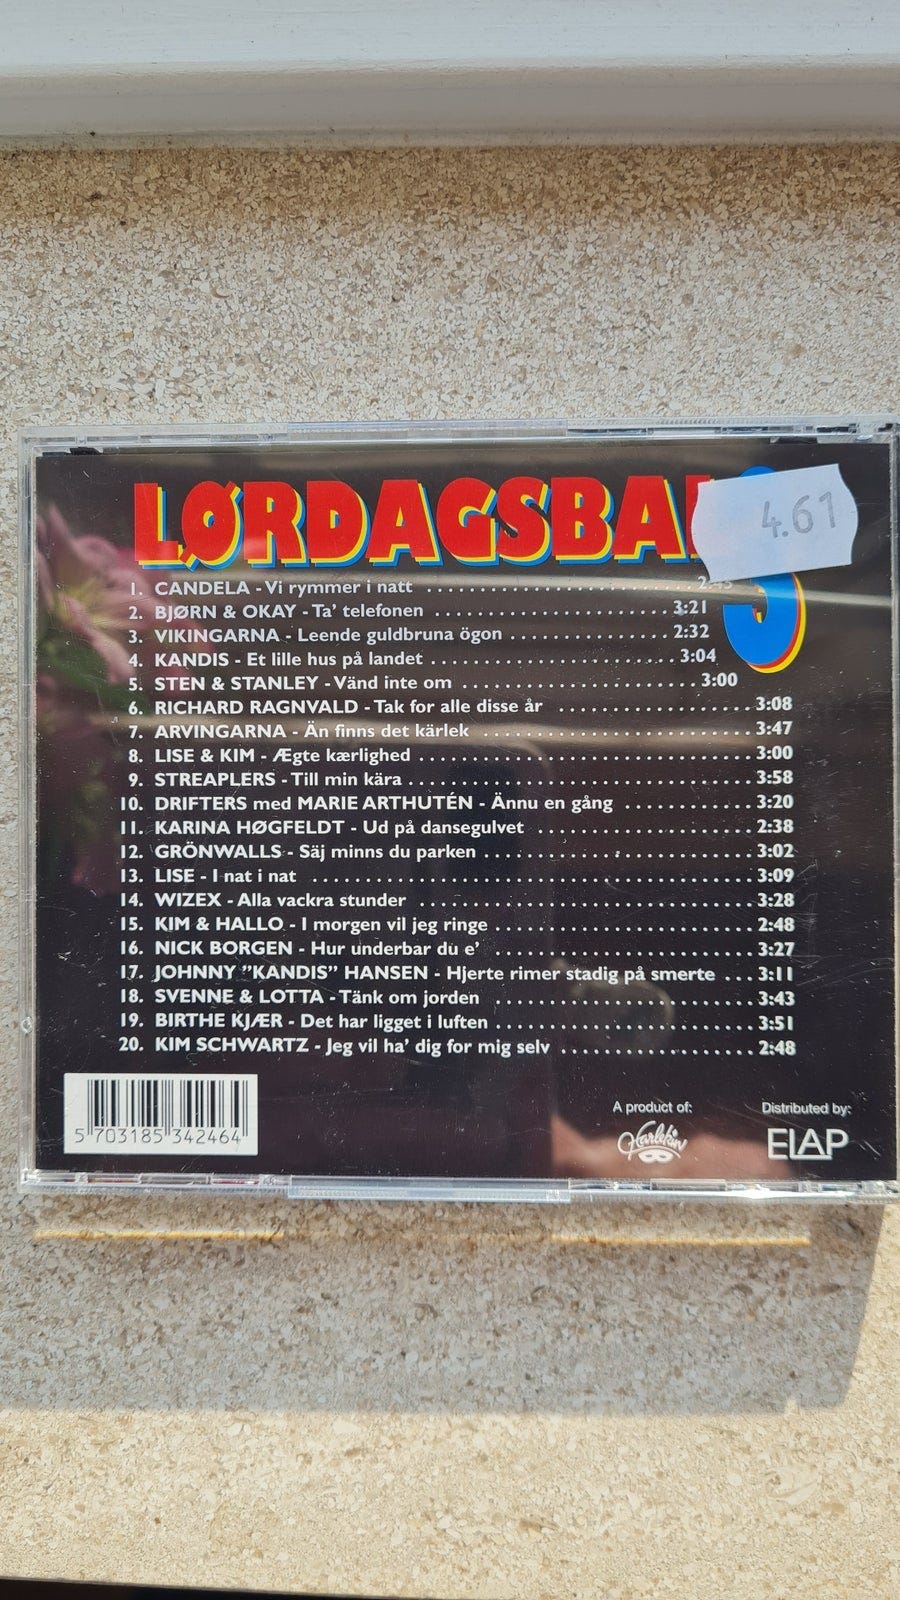 LØRDAGSBAL
4.61
1. CANDELA - Vi rymmer i natt
2. BJØRN & OKAY - Ta' telefonen 3:21
3. VIKINGARNA - Leende guldbruna ögon 2:32
4. KANDIS - Et lille hus på landet 3:04
5. STEN & STANLEY - Vänd inte om 3:00
6. RICHARD RAGNVALD - Tak for alle disse år 3:08
7. ARVINGARNA - Än finns det kärlek 3:47
8. LISE & KIM - Ægte kærlighed 3:00
9. STREAPLERS - Till min kära 3:58
10. DRIFTERS med MARIE ARTHUTÉN - Ännu en gång 3:20
11. KARINA HØGFELDT - Ud på dansegulvet 2:38
12. GRÖNWALLS - Säj minns du parken 3:02
13. LISE - I nat i nat 3:09
14. WIZEX - Alla vackra stunder 3:28
15. KIM & HALLO - I morgen vil jeg ringe 2:48
16. NICK BORGEN - Hur underbar du e' 3:27
17. JOHNNY "KANDIS" HANSEN - Hjerte rimer stadig på smerte 3:11
18. SVENNE & LOTTA - Tänk om jorden 3:43
19. BIRTHE KJÆR - Det har ligget i luften 3:51
20. KIM SCHWARTZ - Jeg vil ha' dig for mig selv 2:48
5 703185 342464
A product of:
Harlekin
Distributed by:
ELAP